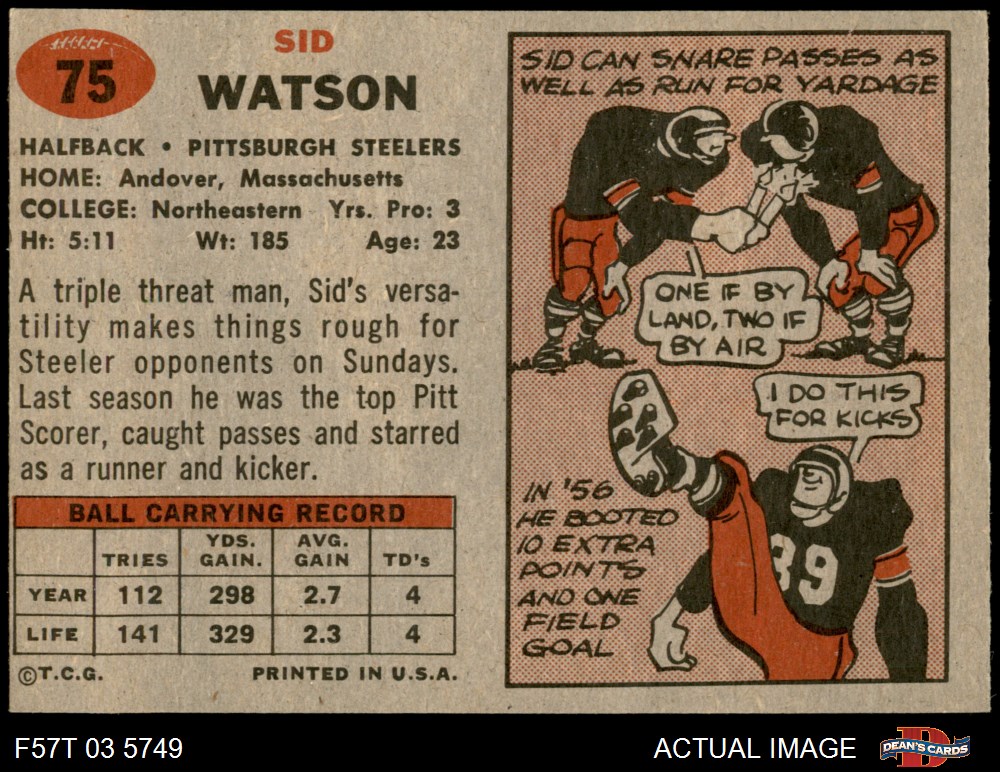 75
SID
WATSON
HALFBACK • PITTSBURGH STEELERS
HOME: Andover, Massachusetts
COLLEGE: Northeastern Yrs. Pro: 3
Ht: 5:11 Wt: 185 Age: 23
A triple threat man, Sid's versa-
tility makes things rough for
Steeler opponents on Sundays.
Last season he was the top Pitt
Scorer, caught passes and starred
as a runner and kicker.
BALL CARRYING RECORD
TRIES YDS. GAIN. AVG. GAIN TD's
YEAR 112 298 2.7 4
LIFE 141 329 2.3 4
©T.C.G. PRINTED IN U.S.A.
SID CAN SNARE PASSES AS
WELL AS RUN FOR YARDAGE
ONE IF BY
LAND, TWO IF
BY AIR
I DO THIS
FOR KICKS
IN '56
HE BOOTED
10 EXTRA
POINTS
AND ONE
FIELD
GOAL
89
F57T 03 5749 ACTUAL IMAGE
D
DEAN'S CARDS